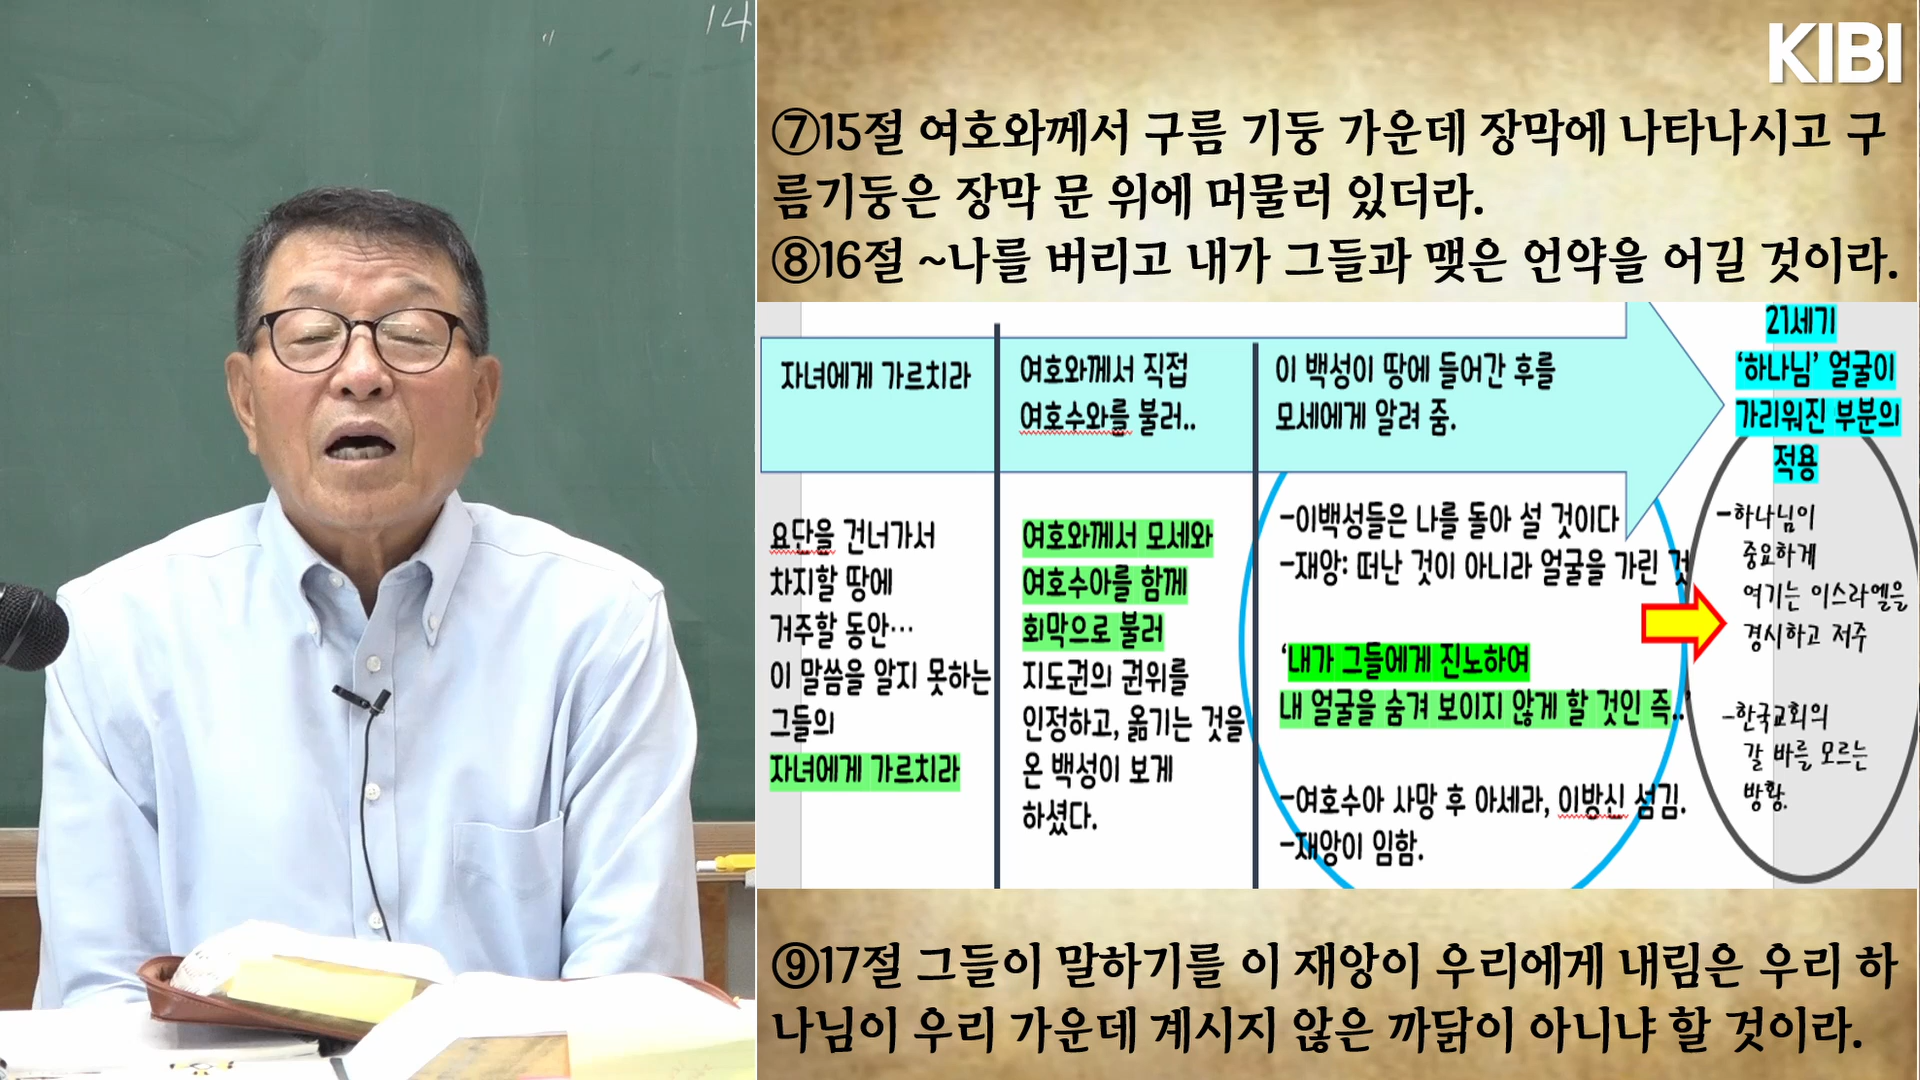 14
KIBI
⑦15절 여호와께서 구름 기둥 가운데 장막에 나타나시고 구
름기둥은 장막 문 위에 머물러 있더라.
⑧16절 ~나를 버리고 내가 그들과 맺은 언약을 어길 것이라.
자녀에게 가르치라
여호와께서 직접
여호수와를 불러..
이 백성이 땅에 들어간 후를
모세에게 알려 줌.
21세기
‘하나님’ 얼굴이
가리워진 부분의
적용
요단을 건너가서
차지할 땅에
거주할 동안…
이 말씀을 알지 못하는
그들의
자녀에게 가르치라
여호와께서 모세와
여호수아를 함께
회막으로 불러
지도권의 권위를
인정하고, 옮기는 것을
온 백성이 보게
하셨다.
-이백성들은 나를 돌아 설 것이다
-재앙: 떠난 것이 아니라 얼굴을 가린 것
‘내가 그들에게 진노하여
내 얼굴을 숨겨 보이지 않게 할 것인 즉..’
-여호수아 사망 후 아세라, 이방신 섬김.
-재앙이 임함.
-하나님이
중요하게
여기는 이스라엘을
경시하고 저주
-한국교회의
갈 바를 모르는
방황.
⑨17절 그들이 말하기를 이 재앙이 우리에게 내림은 우리 하
나님이 우리 가운데 계시지 않은 까닭이 아니냐 할 것이라.